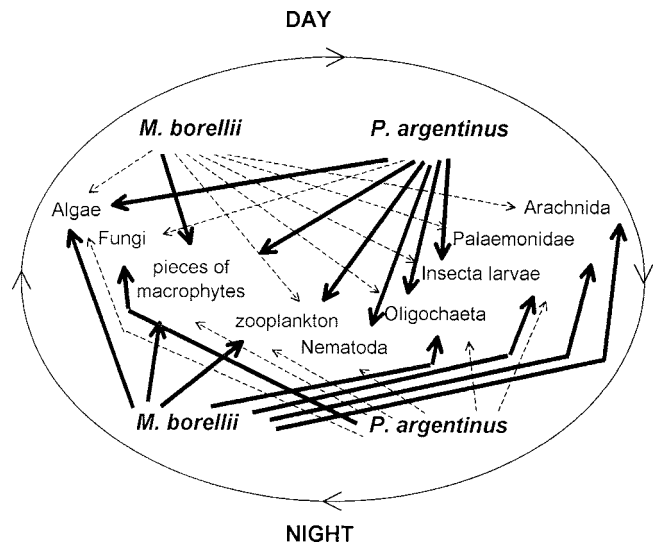 DAY
M. borellii
P. argentinus
Algae
Arachnida
Fungi
Palaemonidae
pieces of
macrophytes
Insecta larvae
zooplankton
Oligochaeta
Nematoda
M. borellii
P. argentinus
NIGHT